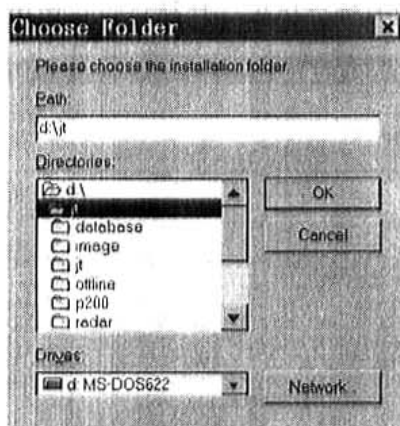 Choose Folder
Please choose the installation folder.
Path:
d:\jt
Directories:
d:\
jt
database
image
jt
offline
p200
radar
OK
Cancel
Drives:
d: MS-DOS622
Network...